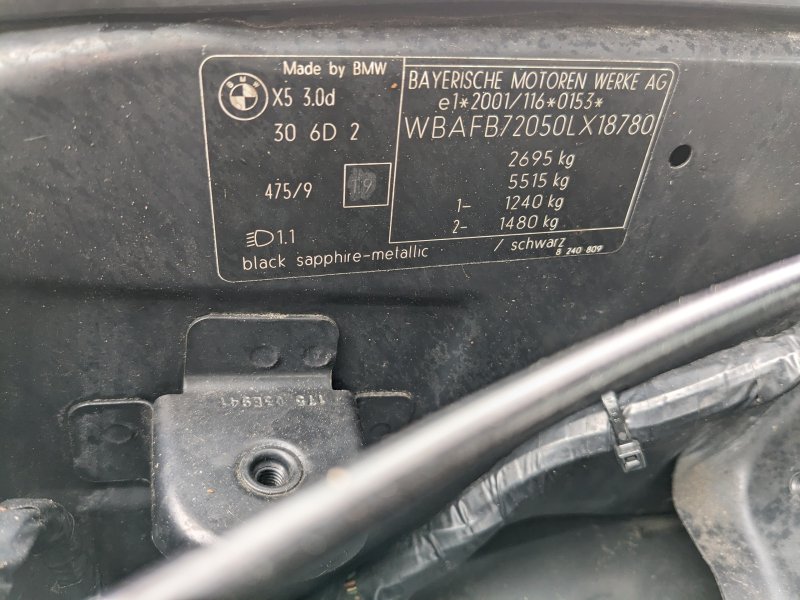 Made by BMW
BMW
X5 3.0d
30 6D 2
475/9
19
1.1
black sapphire-metallic / schwarz
8 240 809
BAYERISCHE MOTOREN WERKE AG
e1*2001/116*0153*
WBAFB72050LX18780
2695 kg
5515 kg
1- 1240 kg
2- 1480 kg